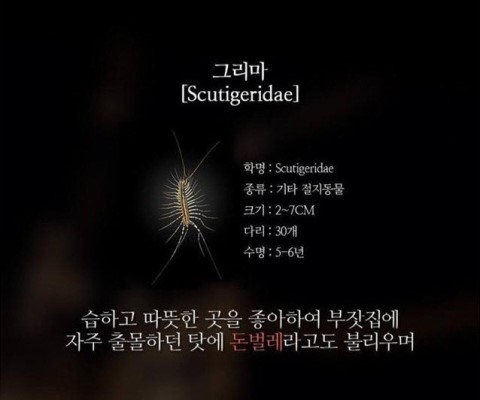 그리마
[Scutigeridae]
학명 : Scutigeridae
종류 : 기타 절지동물
크기 : 2~7CM
다리 : 30개
수명 : 5-6년
습하고 따뜻한 곳을 좋아하여 부잣집에
자주 출몰하던 탓에 돈벌레라고도 불리우며